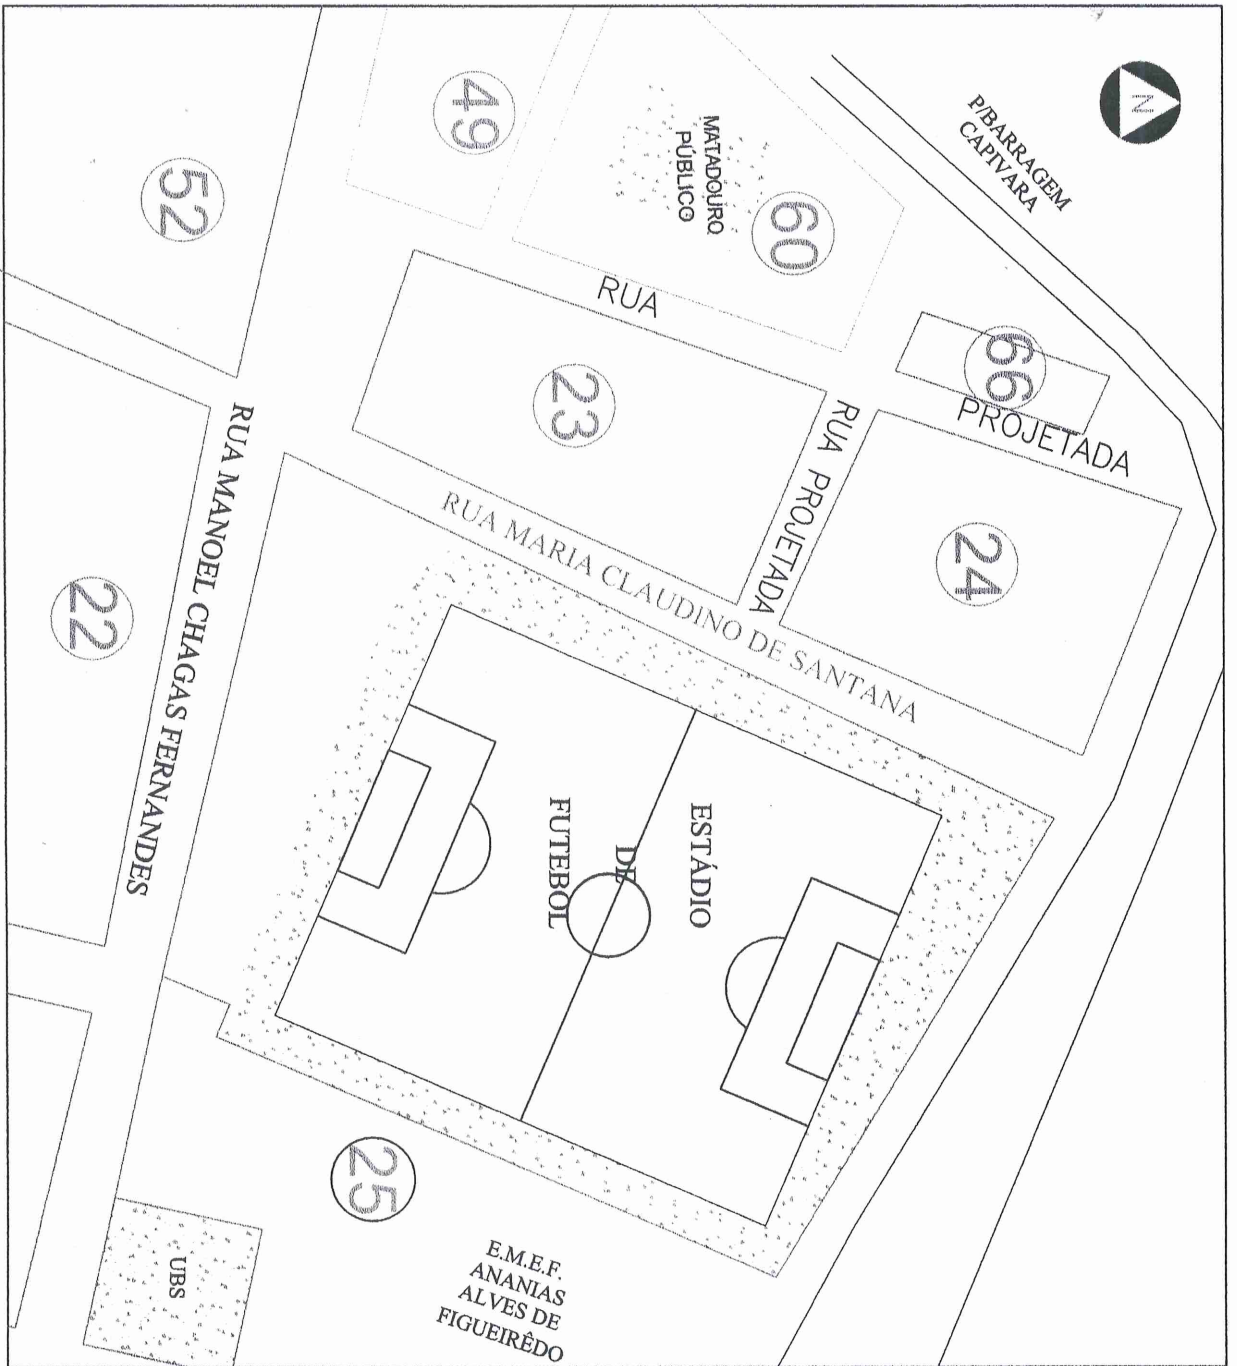 N
P/BARRAGEM
CAPIVARA
49
MATADOURO
PÚBLICO
60
52
RUA
66
PROJETADA
23
RUA PROJETADA
24
RUA MARIA CLAUDINO DE SANTANA
RUA MANOEL CHAGAS FERNANDES
22
ESTÁDIO
DE
FUTEBOL
25
UBS
E.M.E.F.
ANANIAS
ALVES DE
FIGUEIRÊDO